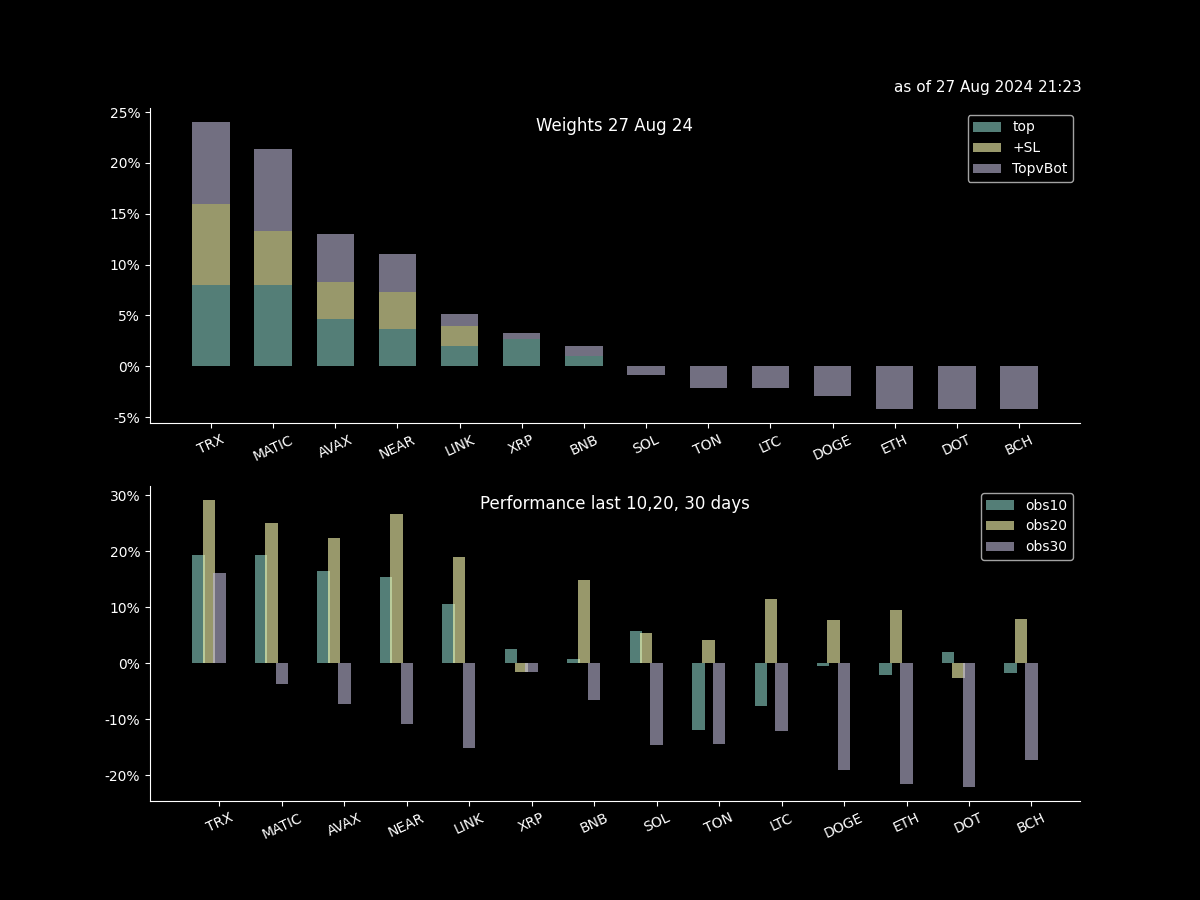 as of 27 Aug 2024 21:23
Weights 27 Aug 24
top
+SL
TopvBot
25%
20%
15%
10%
5%
0%
-5%
TRX MATIC AVAX NEAR LINK XRP BNB SOL TON LTC DOGE ETH DOT BCH
Performance last 10,20, 30 days
obs10
obs20
obs30
30%
20%
10%
0%
-10%
-20%
TRX MATIC AVAX NEAR LINK XRP BNB SOL TON LTC DOGE ETH DOT BCH